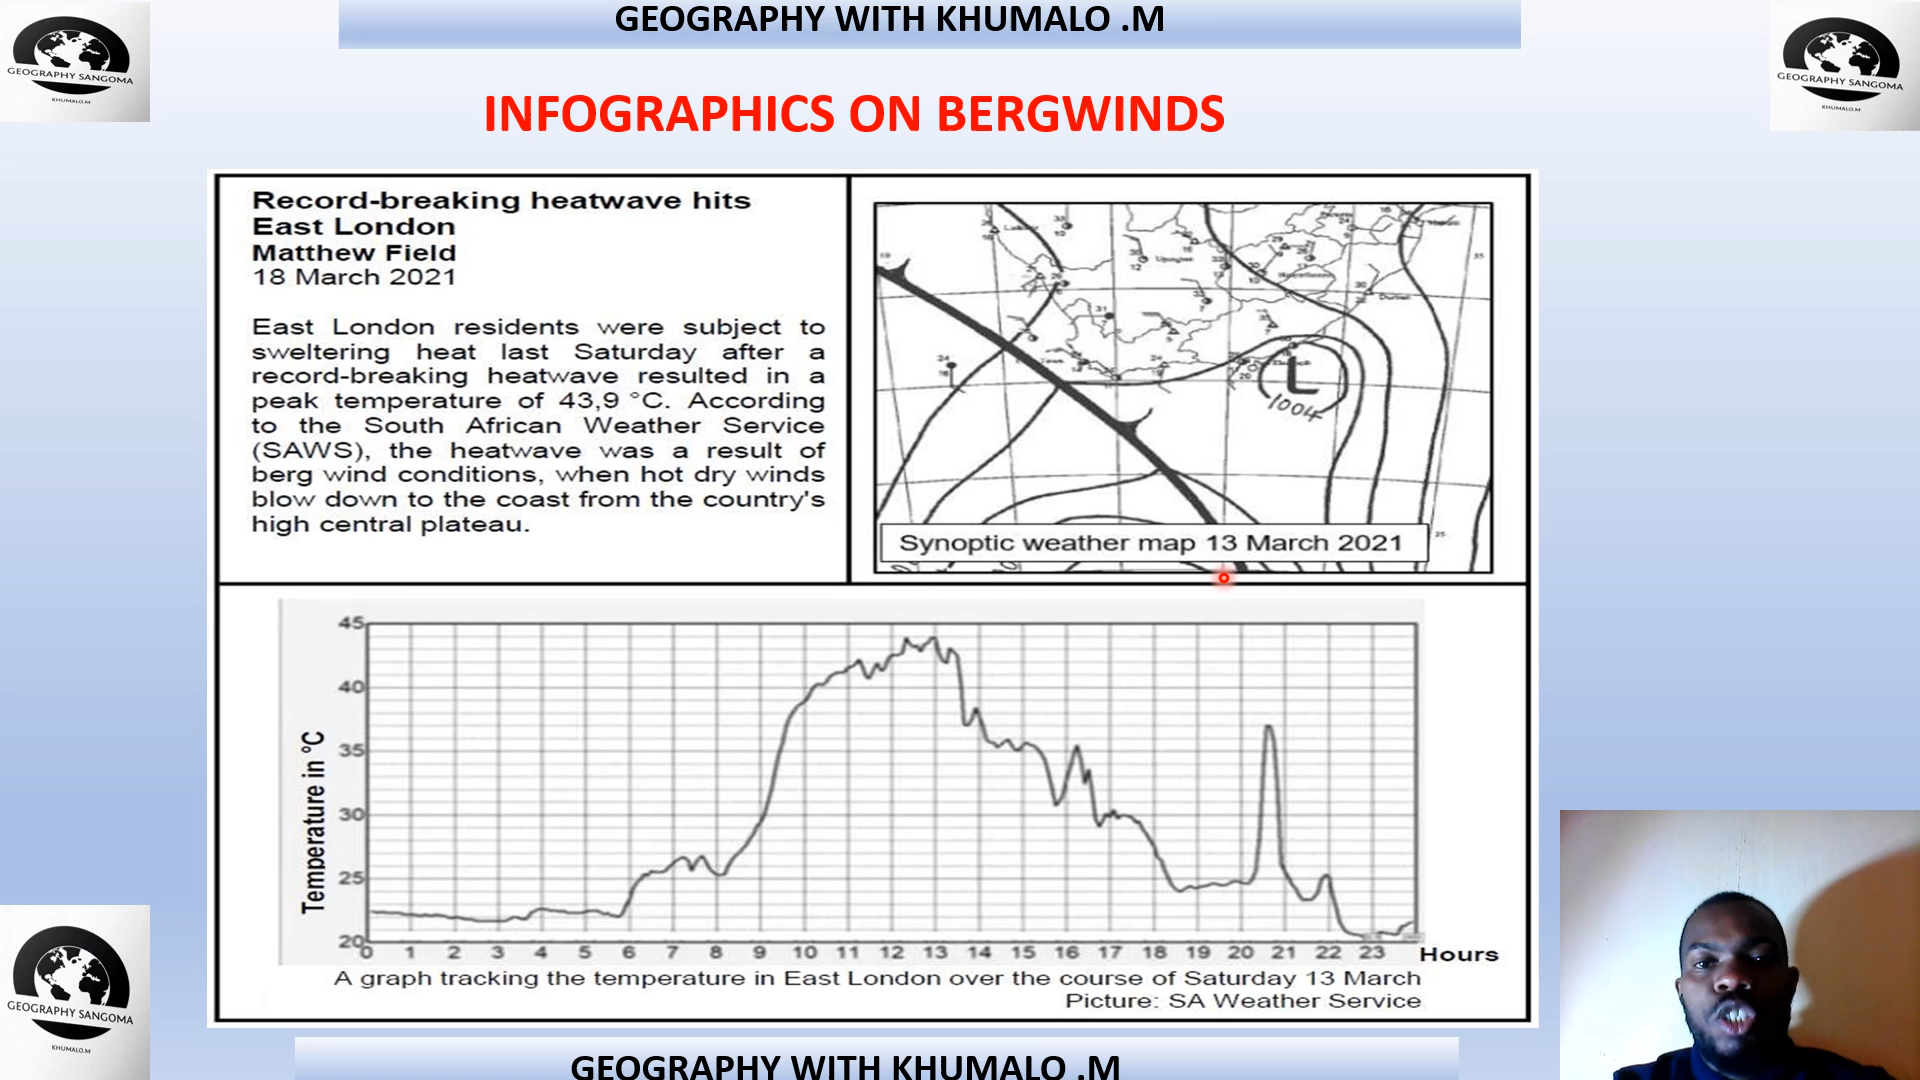 GEOGRAPHY WITH KHUMALO .M
GEOGRAPHY SANGOMA
KHUMALO.M
GEOGRAPHY SANGOMA
KHUMALO.M
INFOGRAPHICS ON BERGWINDS
Record-breaking heatwave hits
East London
Matthew Field
18 March 2021
East London residents were subject to
sweltering heat last Saturday after a
record-breaking heatwave resulted in a
peak temperature of 43,9 °C. According
to the South African Weather Service
(SAWS), the heatwave was a result of
berg wind conditions, when hot dry winds
blow down to the coast from the country's
high central plateau.
L
1004
Synoptic weather map 13 March 2021
Temperature in °C
45
40
35
30
25
20
0 1 2 3 4 5 6 7 8 9 10 11 12 13 14 15 16 17 18 19 20 21 22 23 Hours
A graph tracking the temperature in East London over the course of Saturday 13 March
Picture: SA Weather Service
GEOGRAPHY SANGOMA
KHUMALO.M
GEOGRAPHY WITH KHUMALO .M